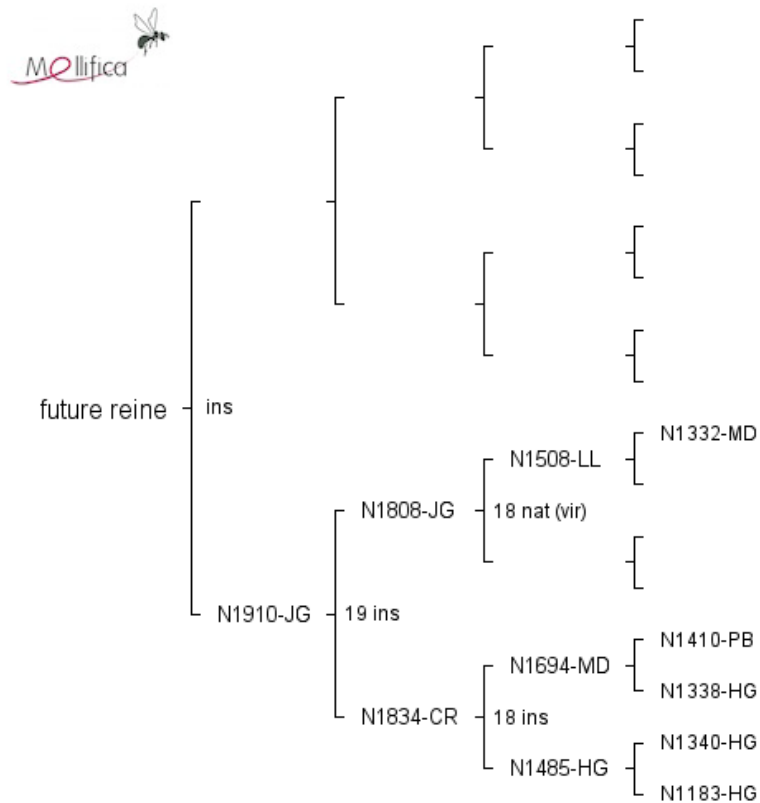 Mellifica
N1332-MD
future reine
ins
N1508-LL
N1808-JG
18 nat (vir)
N1910-JG
19 ins
N1410-PB
N1694-MD
N1338-HG
N1834-CR
18 ins
N1340-HG
N1485-HG
N1183-HG